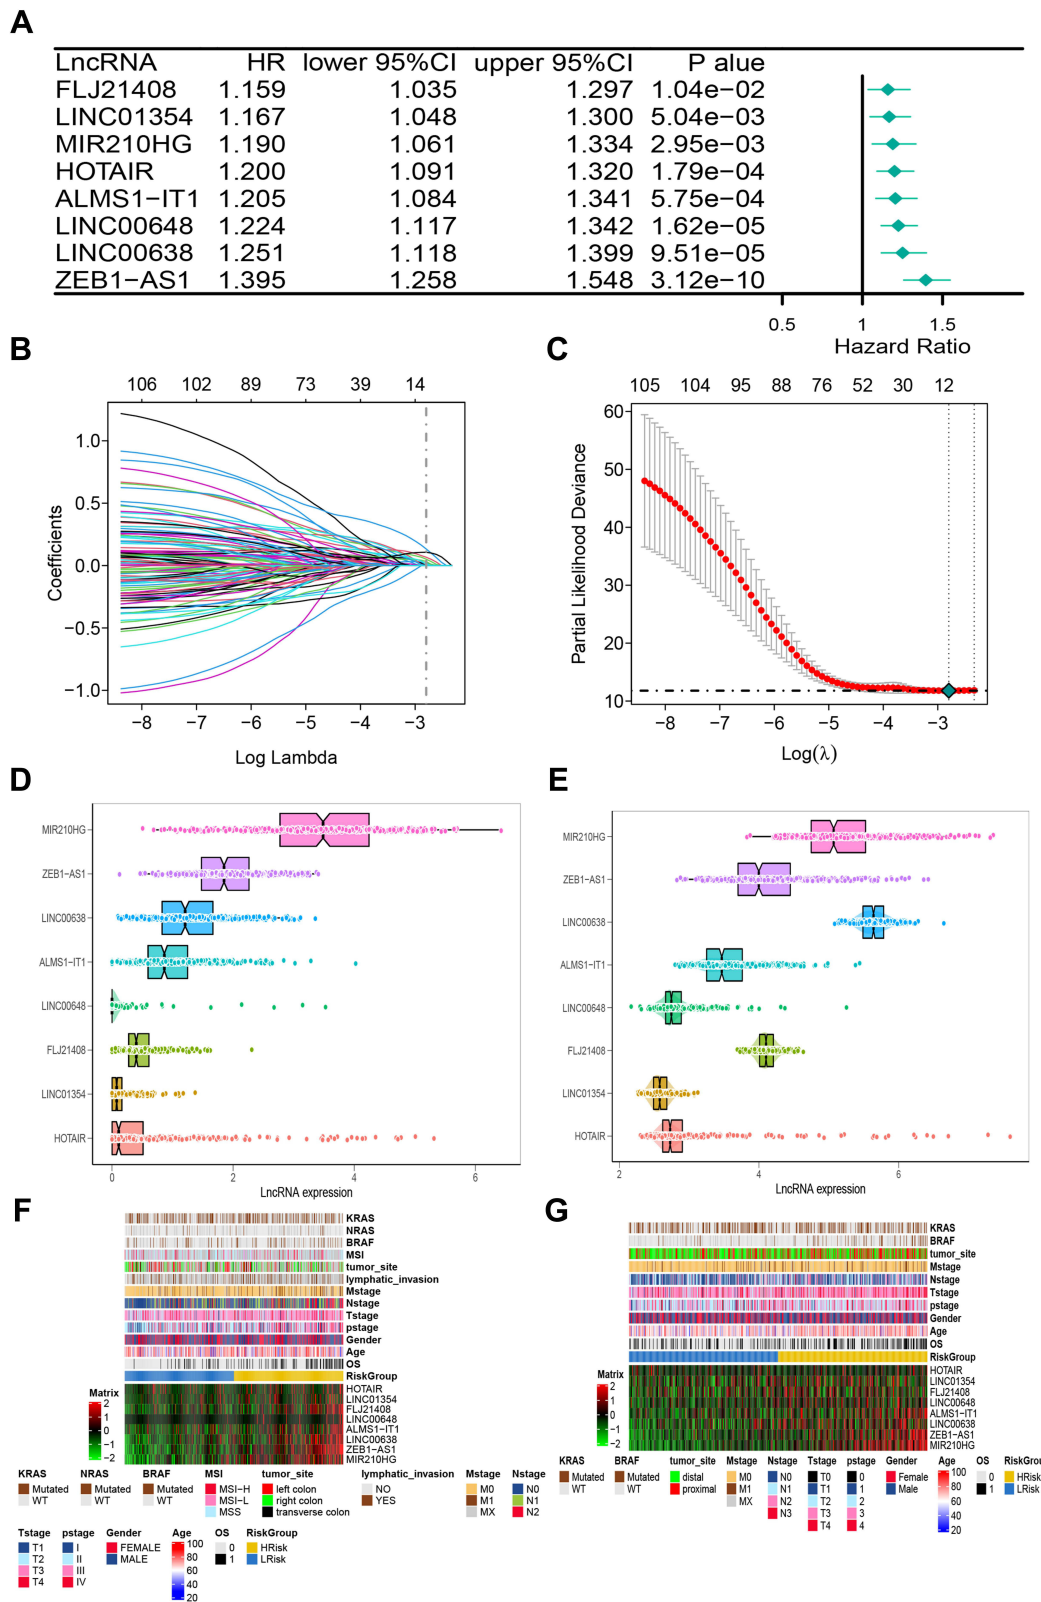 A
LncRNA HR lower 95%CI upper 95%CI P alue
FLJ21408 1.159 1.035 1.297 1.04e−02
LINC01354 1.167 1.048 1.300 5.04e−03
MIR210HG 1.190 1.061 1.334 2.95e−03
HOTAIR 1.200 1.091 1.320 1.79e−04
ALMS1−IT1 1.205 1.084 1.341 5.75e−04
LINC00648 1.224 1.117 1.342 1.62e−05
LINC00638 1.251 1.118 1.399 9.51e−05
ZEB1−AS1 1.395 1.258 1.548 3.12e−10
0.5 1 1.5
Hazard Ratio
B
106 102 89 73 39 14
1.0
0.5
0.0
−0.5
−1.0
Coefficients
−8 −7 −6 −5 −4 −3
Log Lambda
C
105 104 95 88 76 52 30 12
60
50
40
30
20
10
Partial Likelihood Deviance
−8 −7 −6 −5 −4 −3
Log(λ)
D
MIR210HG
ZEB1−AS1
LINC00638
ALMS1−IT1
LINC00648
FLJ21408
LINC01354
HOTAIR
0 2 4 6
LncRNA expression
E
MIR210HG
ZEB1−AS1
LINC00638
ALMS1−IT1
LINC00648
FLJ21408
LINC01354
HOTAIR
2 4 6
LncRNA expression
F
KRAS
NRAS
BRAF
MSI
tumor_site
lymphatic_invasion
Mstage
Nstage
Tstage
pstage
Gender
Age
OS
RiskGroup
HOTAIR
LINC01354
FLJ21408
LINC00648
ALMS1−IT1
LINC00638
ZEB1−AS1
MIR210HG
Matrix
2
1
0
−1
−2
KRAS NRAS BRAF MSI tumor_site lymphatic_invasion Mstage Nstage
Mutated Mutated Mutated MSI−H left colon NO M0 N0
WT WT WT MSI−L right colon YES M1 N1
MSS transverse colon MX N2
Tstage pstage Gender Age OS RiskGroup
T1 I FEMALE 100 0 HRisk
T2 II MALE 80 1 LRisk
T3 III 60
T4 IV 40
20
G
KRAS
BRAF
tumor_site
Mstage
Nstage
Tstage
pstage
Gender
Age
OS
RiskGroup
HOTAIR
LINC01354
FLJ21408
LINC00648
ALMS1−IT1
LINC00638
ZEB1−AS1
MIR210HG
Matrix
2
1
0
−1
−2
KRAS BRAF tumor_site Mstage Nstage Tstage pstage Gender Age OS RiskGro
Mutated Mutated distal M0 N0 T0 0 Female 100 0 HRisk
WT WT proximal M1 N1 T1 1 Male 80 1 LRisk
MX N2 T2 2 60
N3 T3 3 40
T4 4 20